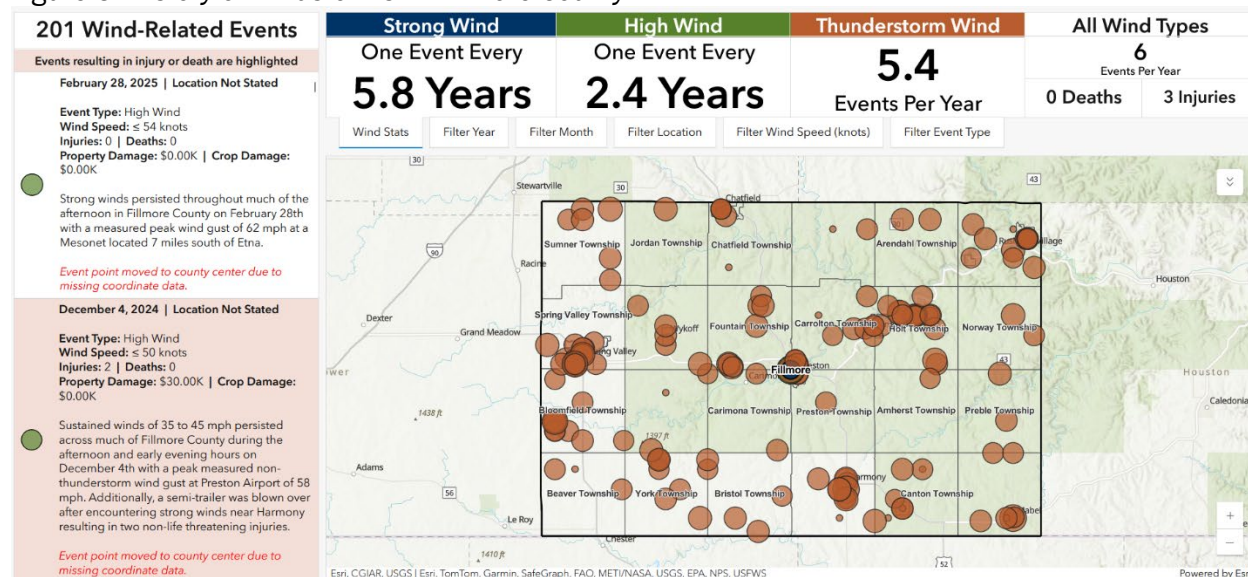 201 Wind-Related Events
Events resulting in injury or death are highlighted
February 28, 2025 | Location Not Stated
Event Type: High Wind
Wind Speed: ≤ 54 knots
Injuries: 0 | Deaths: 0
Property Damage: $0.00K | Crop Damage:
$0.00K
Strong winds persisted throughout much of the
afternoon in Fillmore County on February 28th
with a measured peak wind gust of 62 mph at a
Mesonet located 7 miles south of Etna.
Event point moved to county center due to
missing coordinate data.
December 4, 2024 | Location Not Stated
Event Type: High Wind
Wind Speed: ≤ 50 knots
Injuries: 2 | Deaths: 0
Property Damage: $30.00K | Crop Damage:
$0.00K
Sustained winds of 35 to 45 mph persisted
across much of Fillmore County during the
afternoon and early evening hours on
December 4th with a peak measured non-
thunderstorm wind gust at Preston Airport of 58
mph. Additionally, a semi-trailer was blown over
after encountering strong winds near Harmony
resulting in two non-life threatening injuries.
Event point moved to county center due to
missing coordinate data.
Strong Wind
One Event Every
5.8 Years
High Wind
One Event Every
2.4 Years
Thunderstorm Wind
5.4
Events Per Year
All Wind Types
6
Events Per Year
0 Deaths
3 Injuries
Wind Stats
Filter Year
Filter Month
Filter Location
Filter Wind Speed (knots)
Filter Event Type
30
Stewartville
30
Chatfield
43
Sumner Township
Jordan Township
Chatfield Township
Arendahl Township
90
Racine
Houston
Dexter
Spring Valley Township
Fountain Township
Carrolton Township
Holt Township
Norway Township
Grand Meadow
43
Fillmore
Houston
Bloomfield Township
Carimona Township
Preston Township
Amherst Township
Preble Township
Caledonia
1438 ft
1397 ft
Adams
56
Beaver Township
York Township
Bristol Township
Canton Township
Le Roy
Chester
1410 ft
52
Esri, CGIAR, USGS | Esri, TomTom, Garmin, SafeGraph, FAO, METI/NASA, USGS, EPA, NPS, USFWS
Powered by Esri